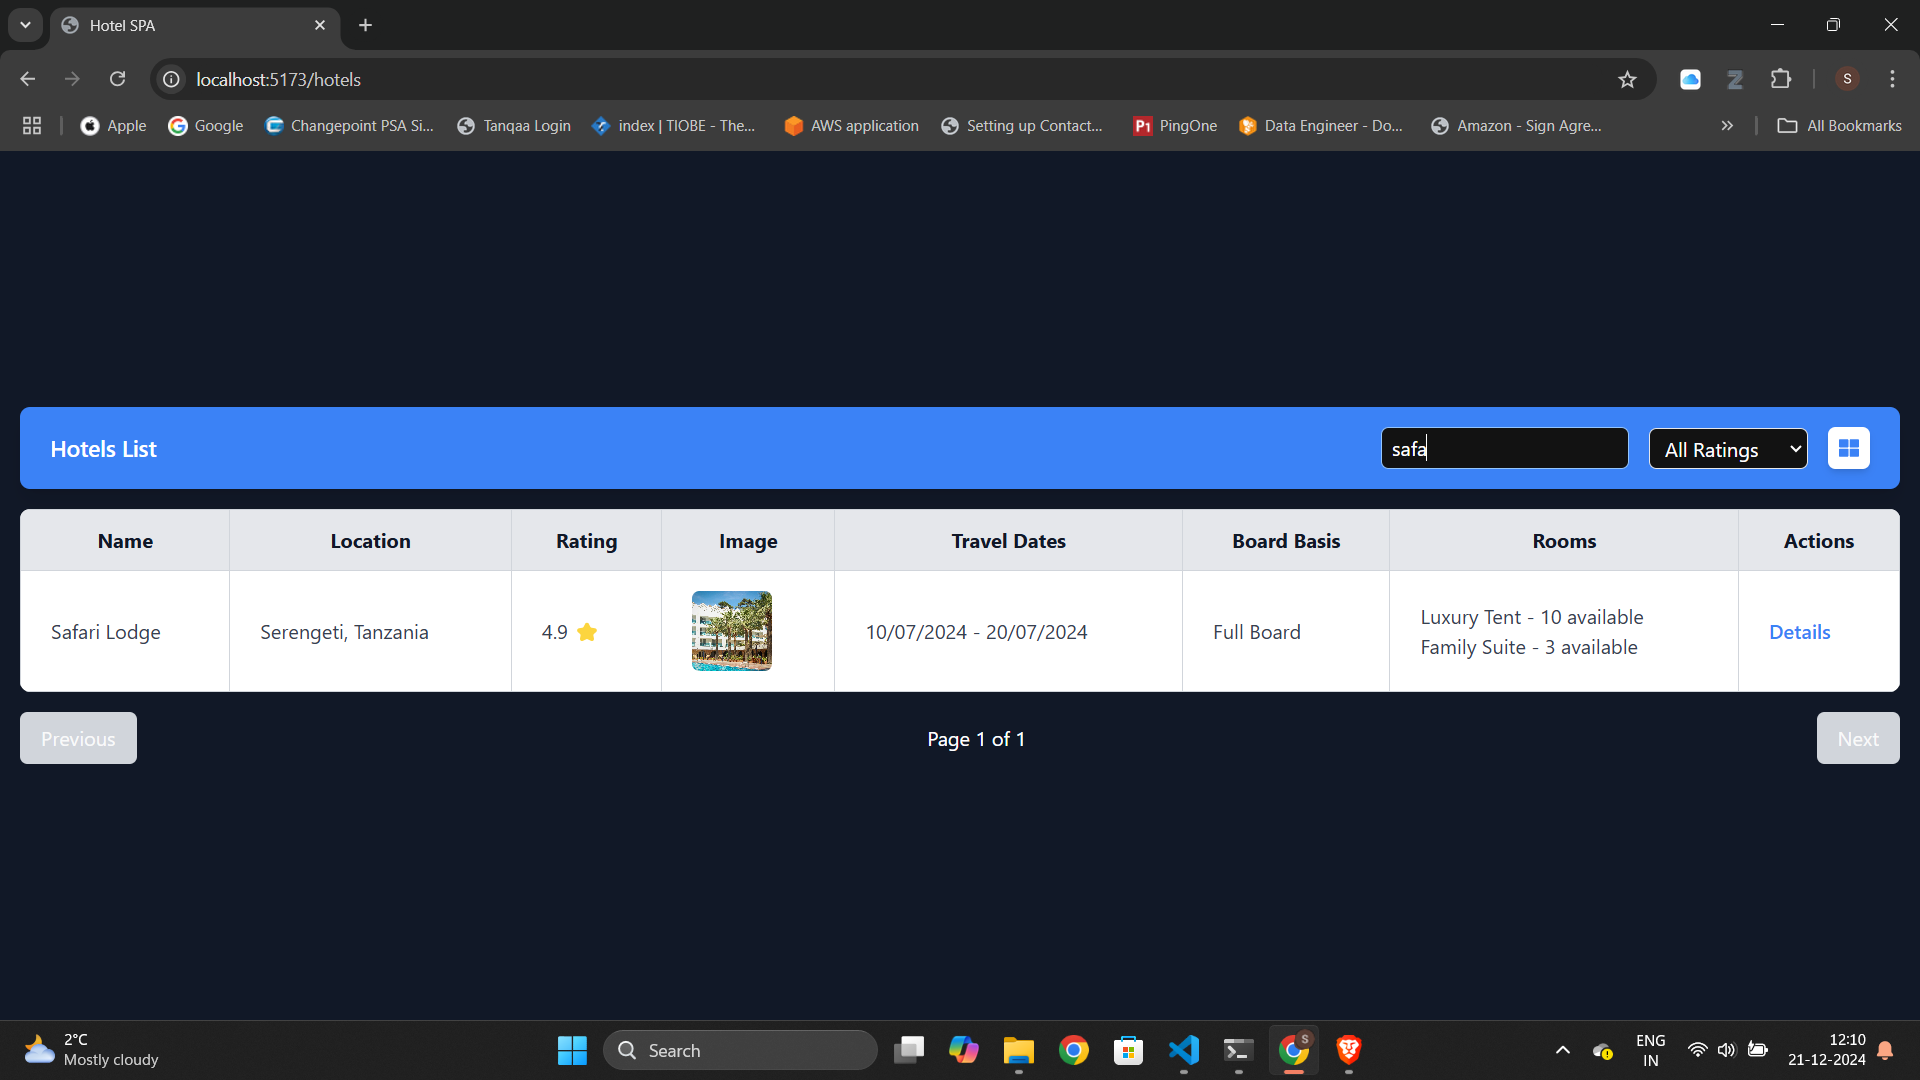 Hotel SPA
localhost:5173/hotels
S
Apple
Google
Changepoint PSA Si...
Tanqaa Login
index | TIOBE - The...
AWS application
Setting up Contact...
P1 PingOne
Data Engineer - Do...
Amazon - Sign Agre...
All Bookmarks
Hotels List
safa
All Ratings
Name Location Rating Image Travel Dates Board Basis Rooms Actions
Safari Lodge Serengeti, Tanzania 4.9 10/07/2024 - 20/07/2024 Full Board Luxury Tent - 10 available Details
Family Suite - 3 available
Previous
Page 1 of 1
Next
2°C
Mostly cloudy
Search
S
ENG
IN
12:10
21-12-2024